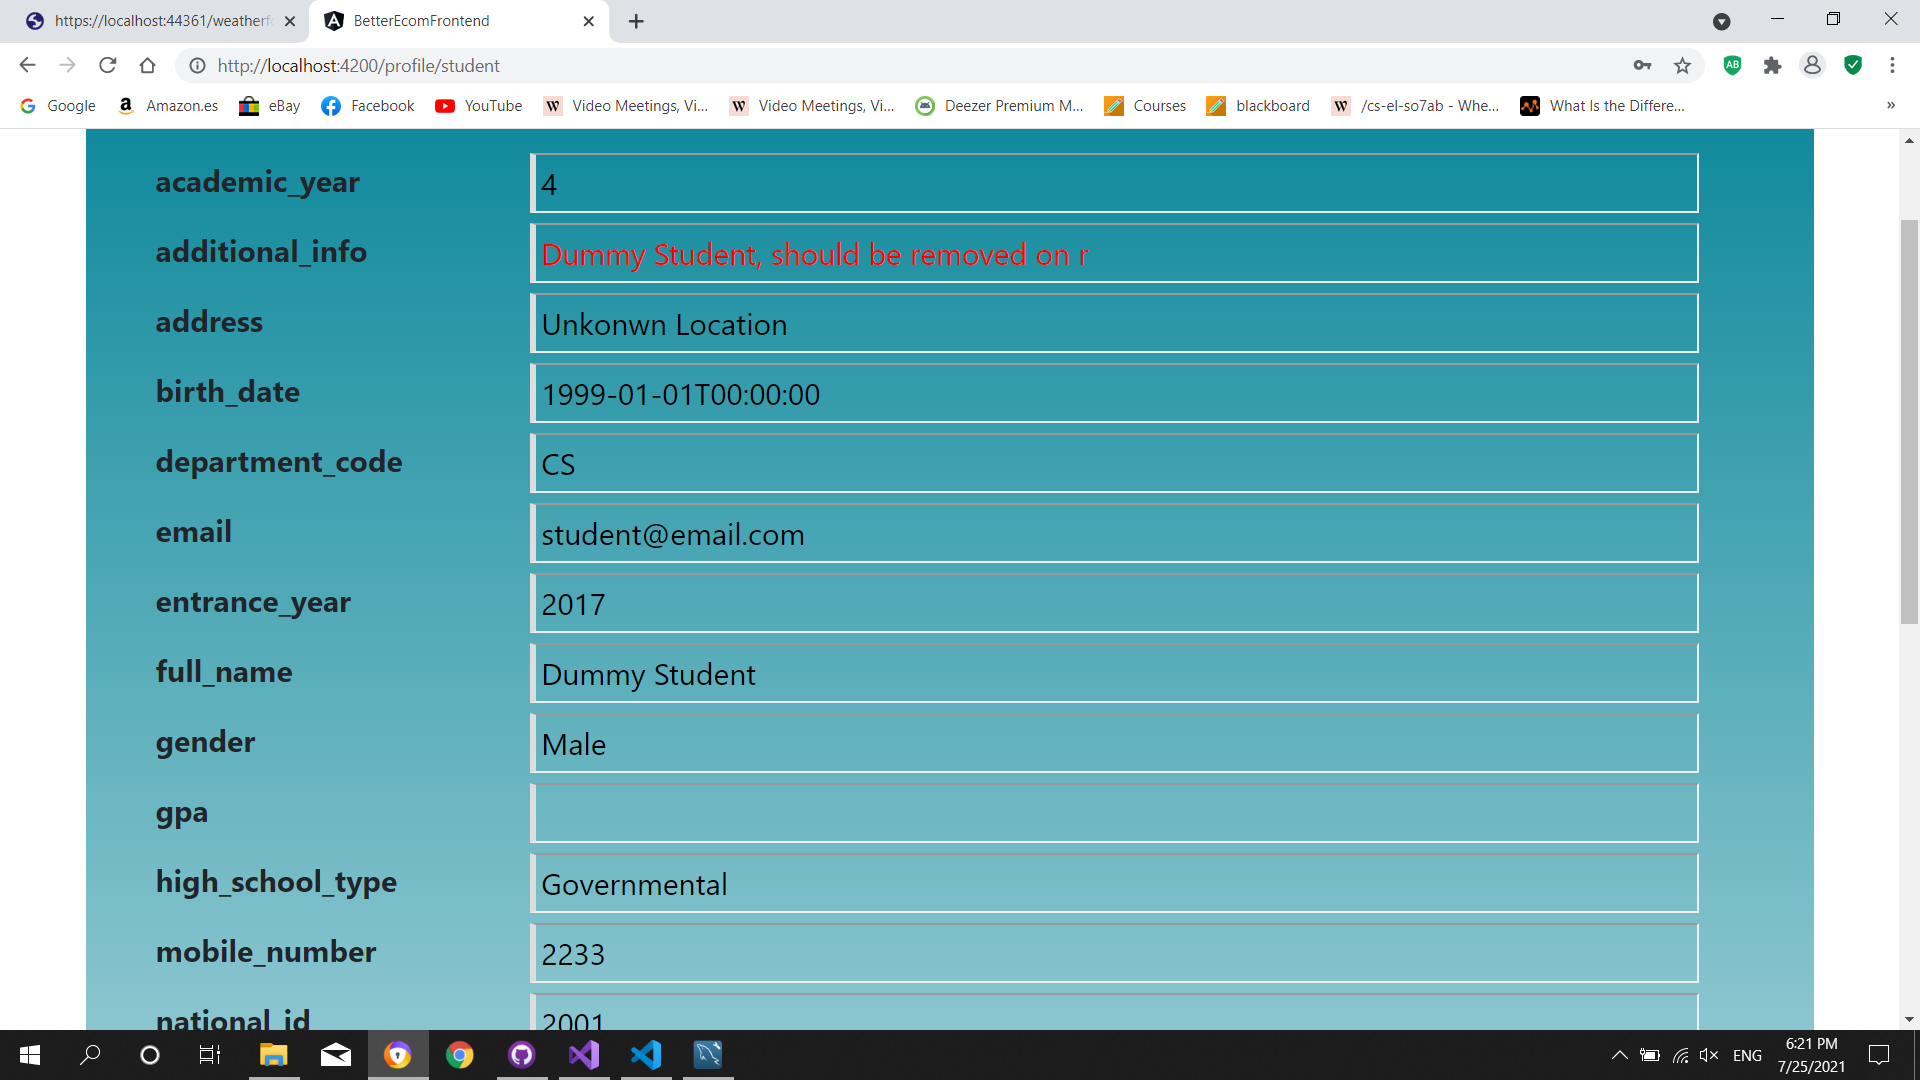 https://localhost:44361/weatherfo
BetterEcomFrontend
http://localhost:4200/profile/student
AB
Google
Amazon.es
eBay
Facebook
YouTube
Video Meetings, Vi...
Video Meetings, Vi...
Deezer Premium M...
Courses
blackboard
/cs-el-so7ab - Whe...
What Is the Differe...
»
academic_year
4
additional_info
Dummy Student, should be removed on r
address
Unkonwn Location
birth_date
1999-01-01T00:00:00
department_code
CS
email
student@email.com
entrance_year
2017
full_name
Dummy Student
gender
Male
gpa
high_school_type
Governmental
mobile_number
2233
national_id
2001
ENG
6:21 PM
7/25/2021